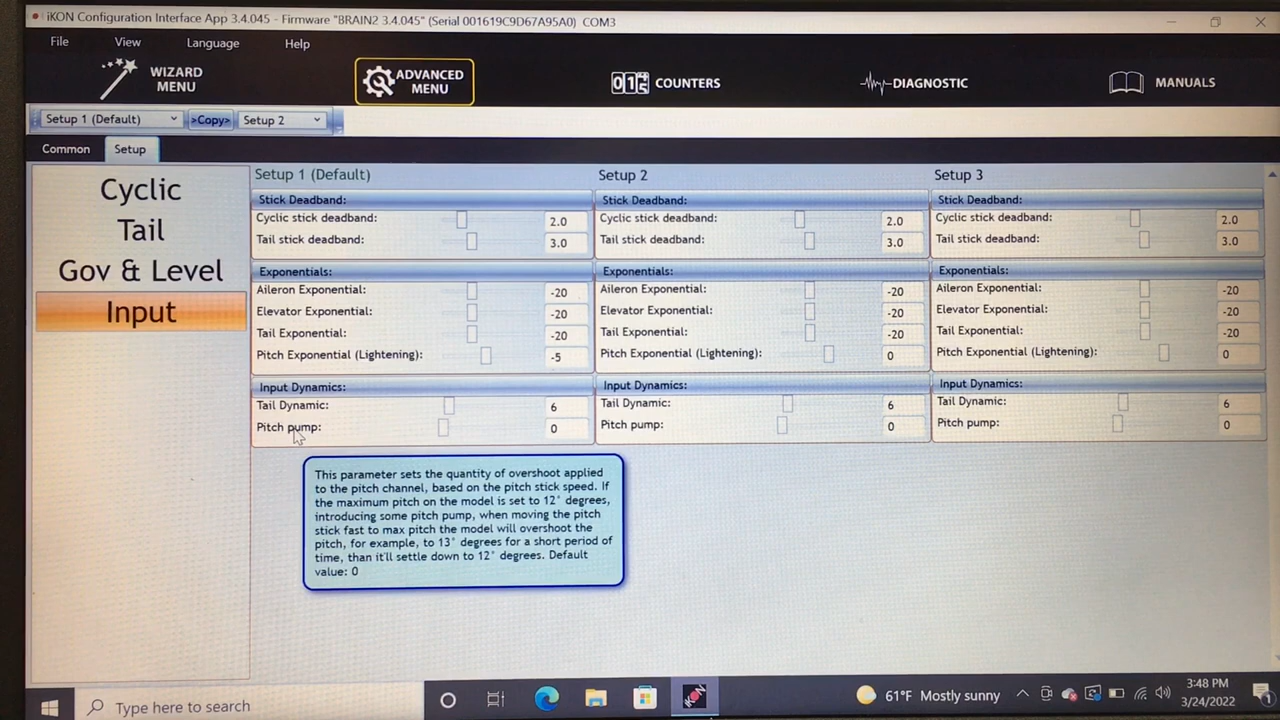 iKON Configuration Interface App 3.4.045 - Firmware "BRAIN2 3.4.045" (Serial 001619C9D67A95A0) COM3
File View Language Help
WIZARD MENU
ADVANCED MENU
COUNTERS
DIAGNOSTIC
MANUALS
Setup 1 (Default) >Copy> Setup 2
Common Setup
Cyclic
Tail
Gov & Level
Input
Setup 1 (Default)
Stick Deadband:
Cyclic stick deadband: 2.0
Tail stick deadband: 3.0
Exponentials:
Aileron Exponential: -20
Elevator Exponential: -20
Tail Exponential: -20
Pitch Exponential (Lightening): -5
Input Dynamics:
Tail Dynamic: 6
Pitch pump: 0
Setup 2
Stick Deadband:
Cyclic stick deadband: 2.0
Tail stick deadband: 3.0
Exponentials:
Aileron Exponential: -20
Elevator Exponential: -20
Tail Exponential: -20
Pitch Exponential (Lightening): 0
Input Dynamics:
Tail Dynamic: 6
Pitch pump: 0
Setup 3
Stick Deadband:
Cyclic stick deadband: 2.0
Tail stick deadband: 3.0
Exponentials:
Aileron Exponential: -20
Elevator Exponential: -20
Tail Exponential: -20
Pitch Exponential (Lightening): 0
Input Dynamics:
Tail Dynamic: 6
Pitch pump: 0
This parameter sets the quantity of overshoot applied
to the pitch channel, based on the pitch stick speed. If
the maximum pitch on the model is set to 12° degrees,
introducing some pitch pump, when moving the pitch
stick fast to max pitch the model will overshoot the
pitch, for example, to 13° degrees for a short period of
time, than it'll settle down to 12° degrees. Default
value: 0
Type here to search
61°F Mostly sunny
3:48 PM
3/24/2022